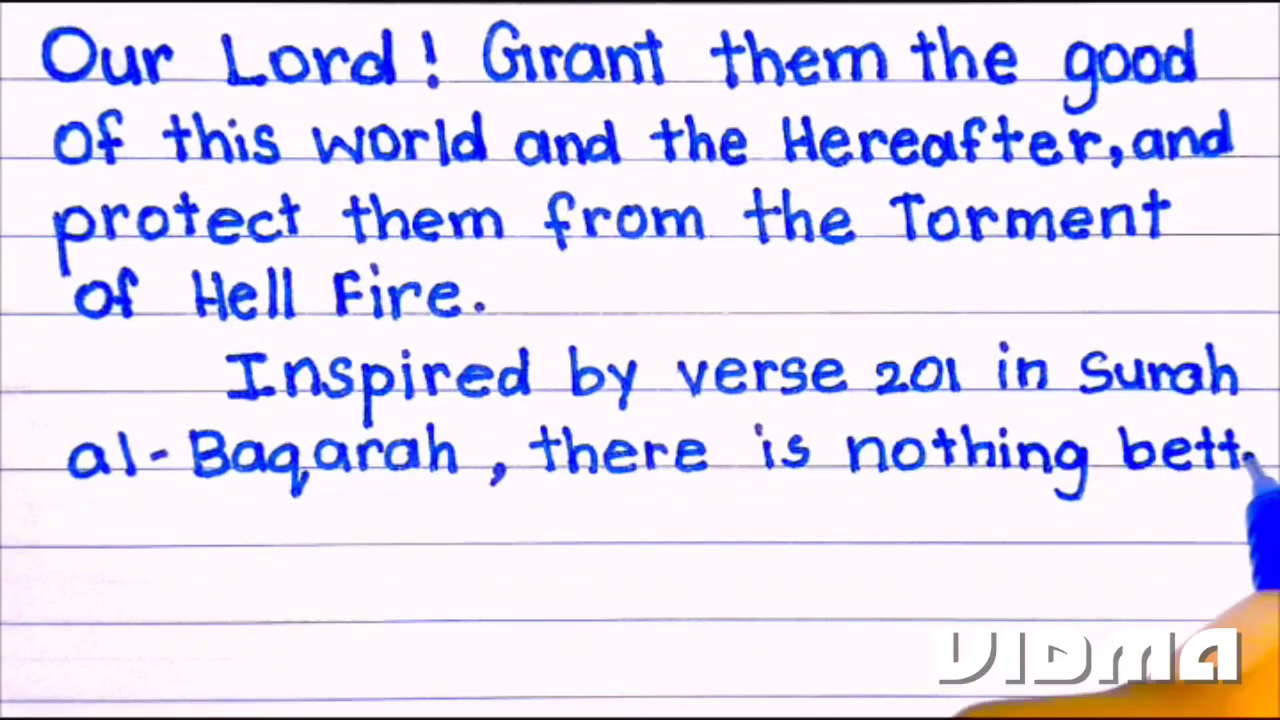 Our Lord! Grant them the good
of this world and the Hereafter, and
protect them from the Torment
of Hell Fire.
Inspired by verse 201 in Surah
al-Baqarah, there is nothing bett
VIDMA